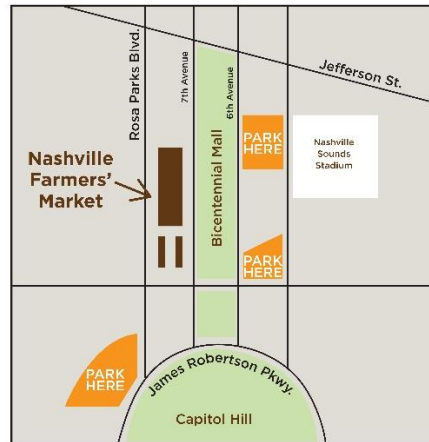 Jefferson St.
Rosa Parks Blvd.
7th Avenue
6th Avenue
Bicentennial Mall
PARK
HERE
Nashville
Sounds
Stadium
Nashville
Farmers'
Market
PARK
HERE
PARK
HERE
James Robertson Pkwy.
Capitol Hill